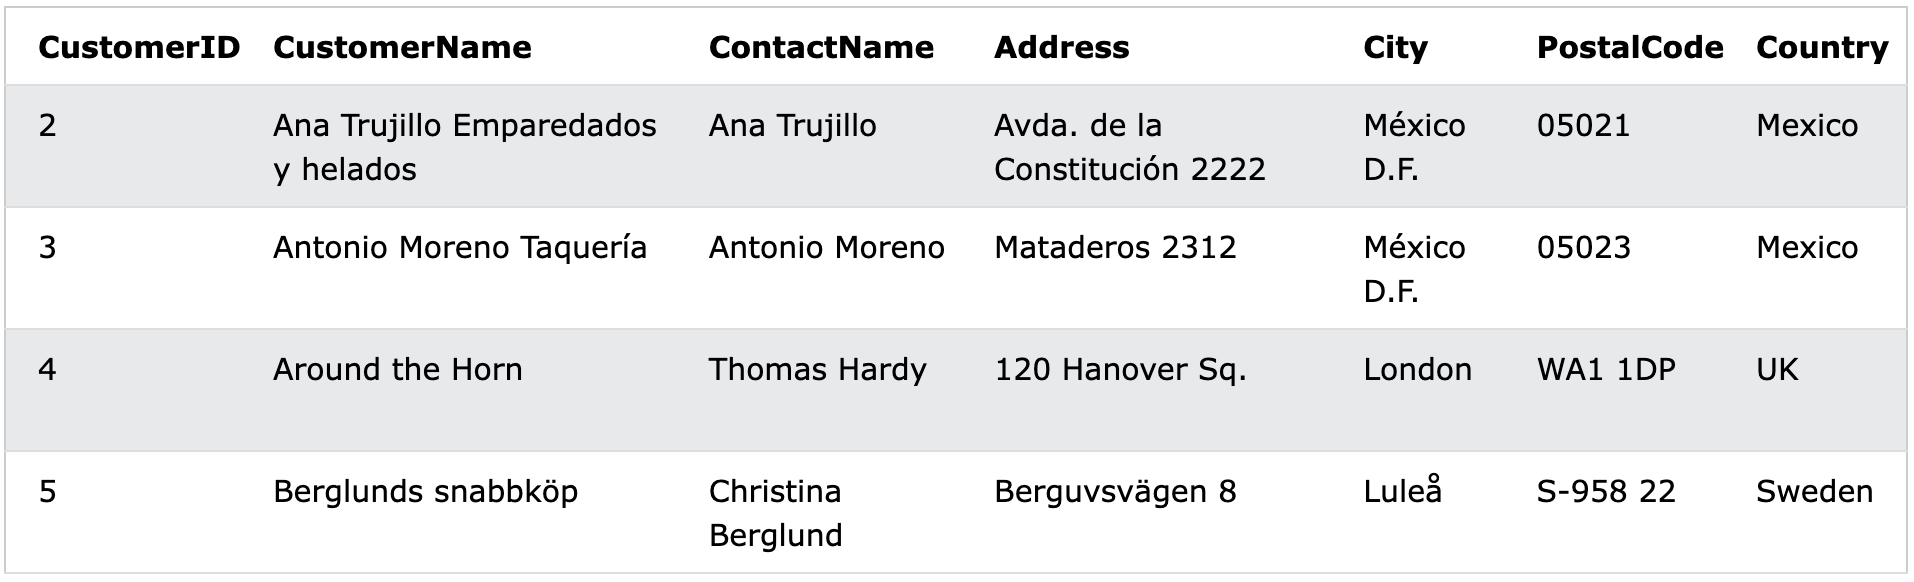 CustomerID CustomerName ContactName Address City PostalCode Country
2 Ana Trujillo Emparedados Ana Trujillo Avda. de la México 05021 Mexico
y helados Constitución 2222 D.F.
3 Antonio Moreno Taquería Antonio Moreno Mataderos 2312 México 05023 Mexico
D.F.
4 Around the Horn Thomas Hardy 120 Hanover Sq. London WA1 1DP UK
5 Berglunds snabbköp Christina Berguvsvägen 8 Luleå S-958 22 Sweden
Berglund